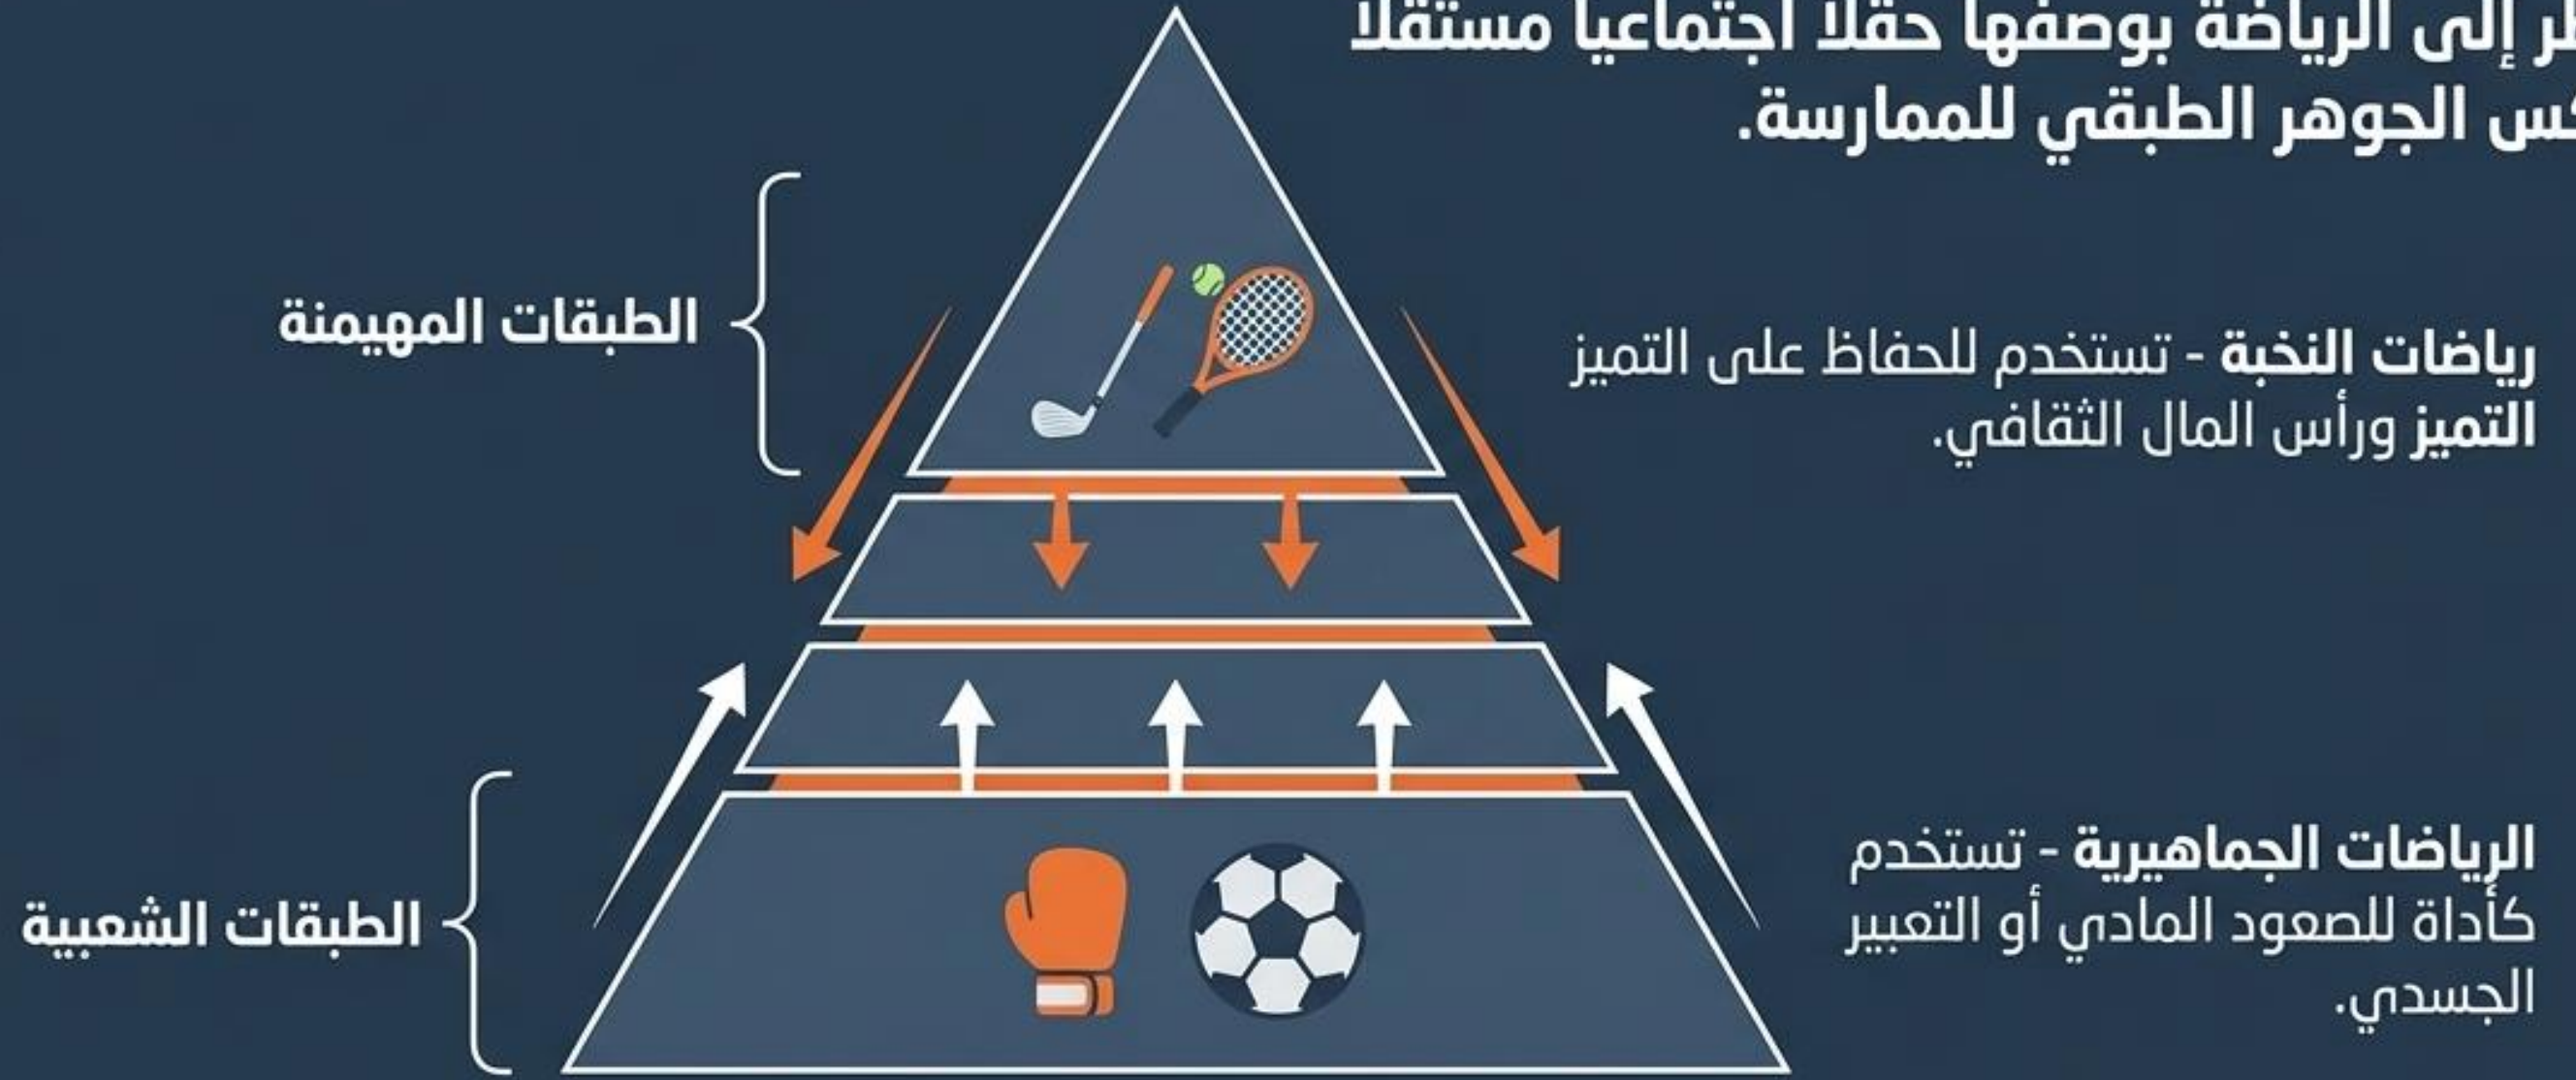 إلى الرياضة بوصفها حقلاً اجتماعياً مستقلاً
الجوهر الطبقي للممارسة.
الطبقات المهيمنة
رياضات النخبة - تستخدم للحفاظ على التميز
التميز ورأس المال الثقافي.
الرياضات الجماهيرية - تستخدم
كأداة للصعود المادي أو التعبير
الجسدي.
الطبقات الشعبية